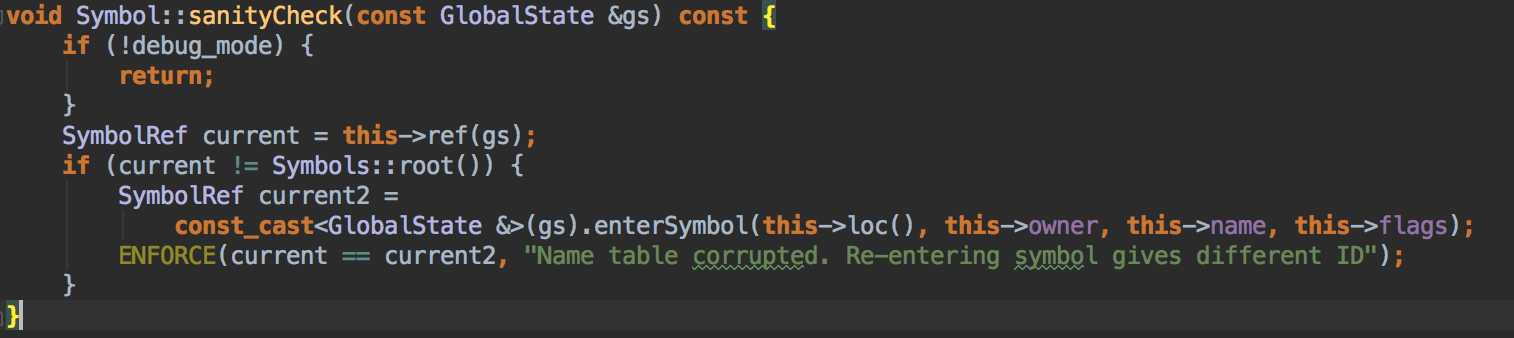 void Symbol::sanityCheck(const GlobalState &gs) const {
    if (!debug_mode) {
        return;
    }
    SymbolRef current = this->ref(gs);
    if (current != Symbols::root()) {
        SymbolRef current2 =
            const_cast<GlobalState &>(gs).enterSymbol(this->loc(), this->owner, this->name, this->flags);
        ENFORCE(current == current2, "Name table corrupted. Re-entering symbol gives different ID");
    }
}